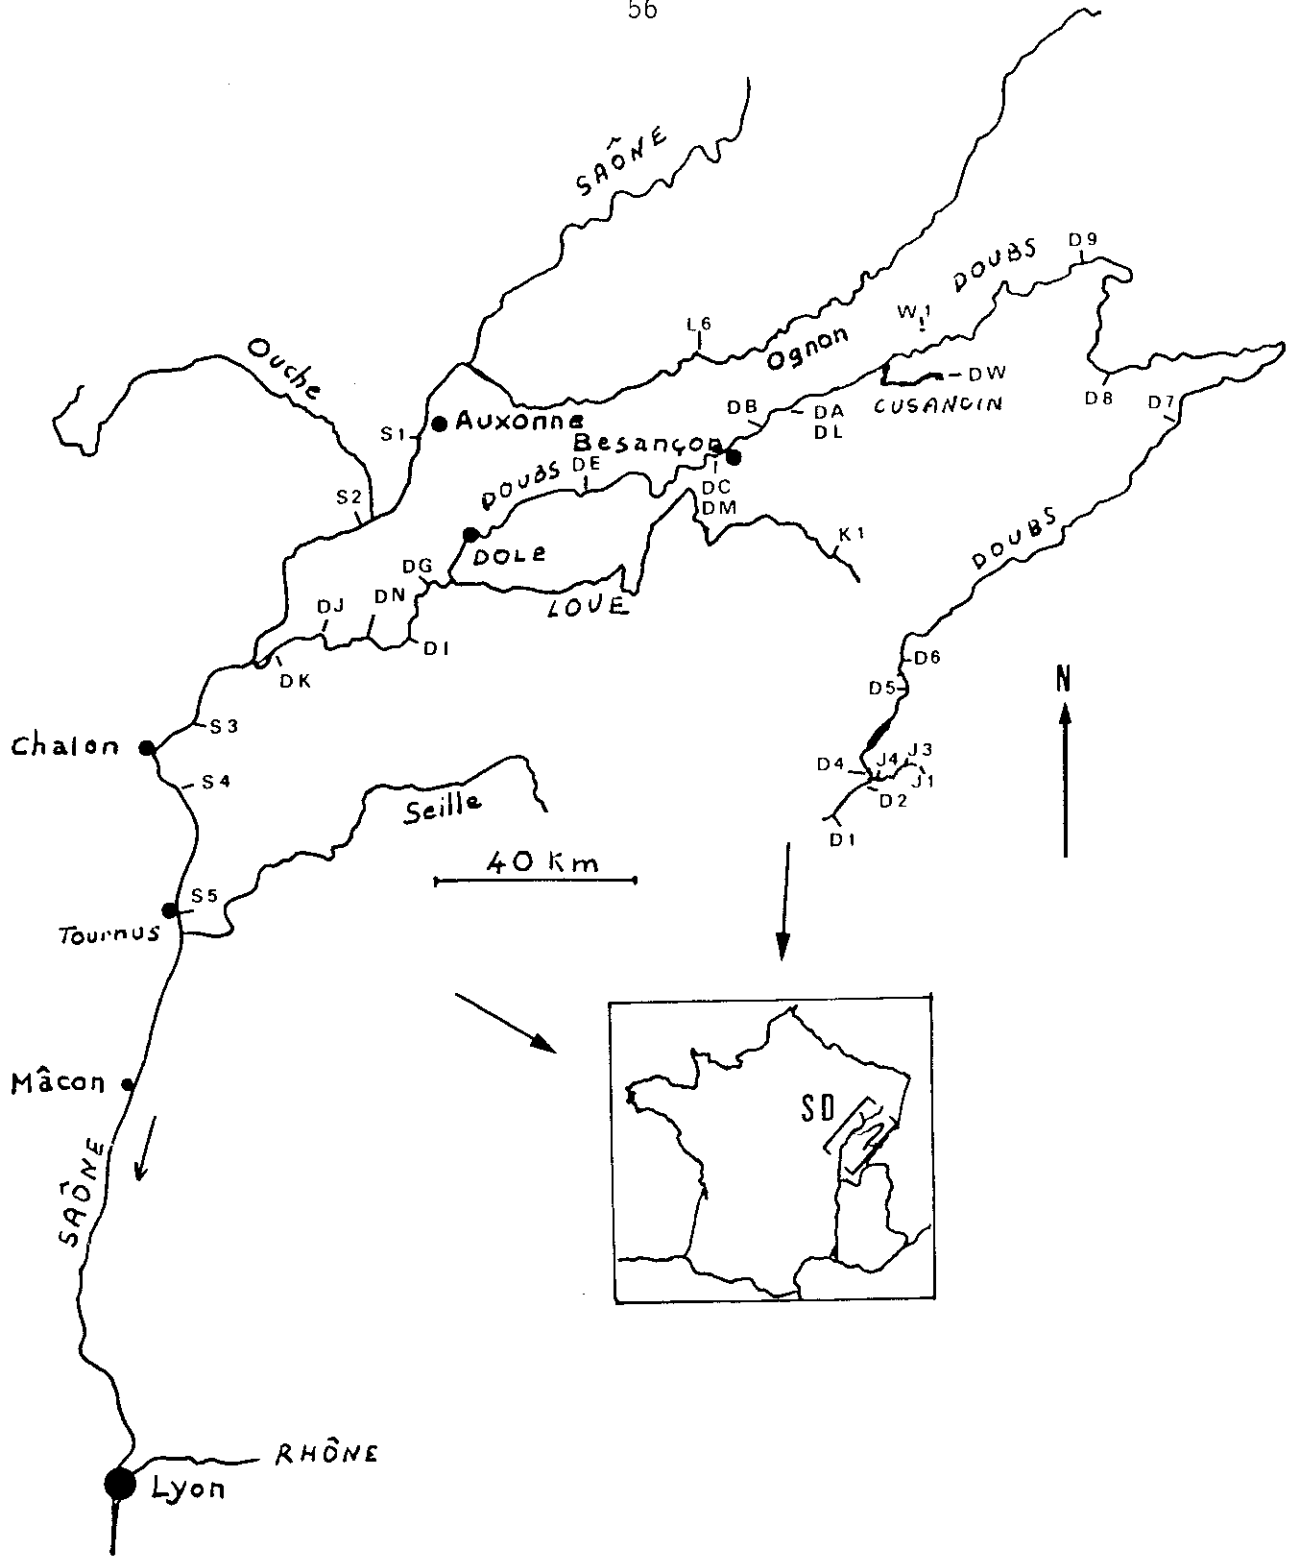 56
SAÔNE
DOUBS
D9
W1
L6
Ognon
Ouche
DW
CUSANCIN
D8
D7
DB
DA
DL
Auxonne
S1
Besançon
DE
DOUBS
DC
DM
S2
K1
DOUBS
DOLe
DG
LOUE
DN
DJ
DI
D6
DK
D5
N
S3
Chalon
J3
D4
J4
J1
S4
D2
Seille
D1
40 Km
S5
Tournus
Mâcon
SD
SAÔNE
RHÔNE
Lyon